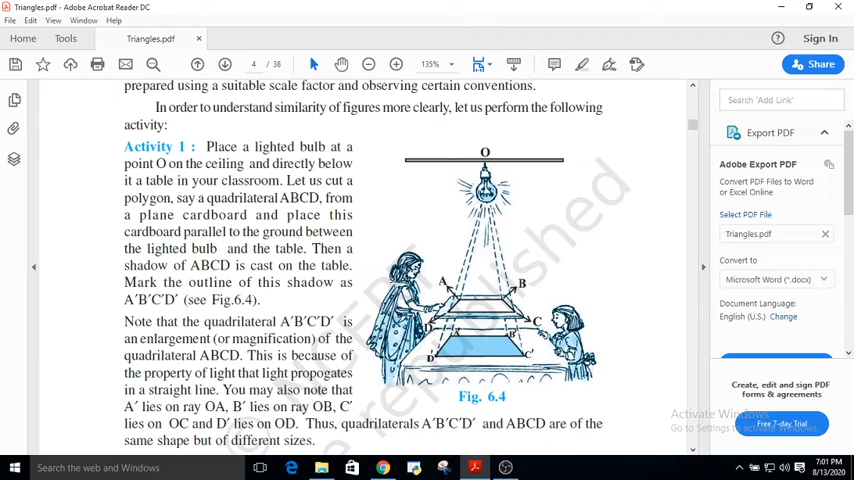 Triangles.pdf - Adobe Acrobat Reader DC
File Edit View Window Help
Home Tools Triangles.pdf × Sign In
4 / 38 135% Share
prepared using a suitable scale factor and observing certain conventions.
In order to understand similarity of figures more clearly, let us perform the following
activity:
Activity 1 : Place a lighted bulb at a
point O on the ceiling and directly below
it a table in your classroom. Let us cut a
polygon, say a quadrilateral ABCD, from
a plane cardboard and place this
cardboard parallel to the ground between
the lighted bulb and the table. Then a
shadow of ABCD is cast on the table.
Mark the outline of this shadow as
A′B′C′D′ (see Fig.6.4).
Note that the quadrilateral A′B′C′D′ is
an enlargement (or magnification) of the
quadrilateral ABCD. This is because of
the property of light that light propogates
in a straight line. You may also note that
A′ lies on ray OA, B′ lies on ray OB, C′
lies on OC and D′ lies on OD. Thus, quadrilaterals A′B′C′D′ and ABCD are of the
same shape but of different sizes.
O
A B
D C
B′
D′ C′
Fig. 6.4
© NCERT
be republished
Search 'Add Link'
Export PDF
Adobe Export PDF
Convert PDF Files to Word
or Excel Online
Select PDF File
Triangles.pdf
Convert to
Microsoft Word (*.docx)
Document Language:
English (U.S.) Change
Create, edit and sign PDF
forms & agreements
Free 7-day Trial
Activate Windows
Go to Settings to activate Windows.
Search the web and Windows
7:01 PM
8/13/2020